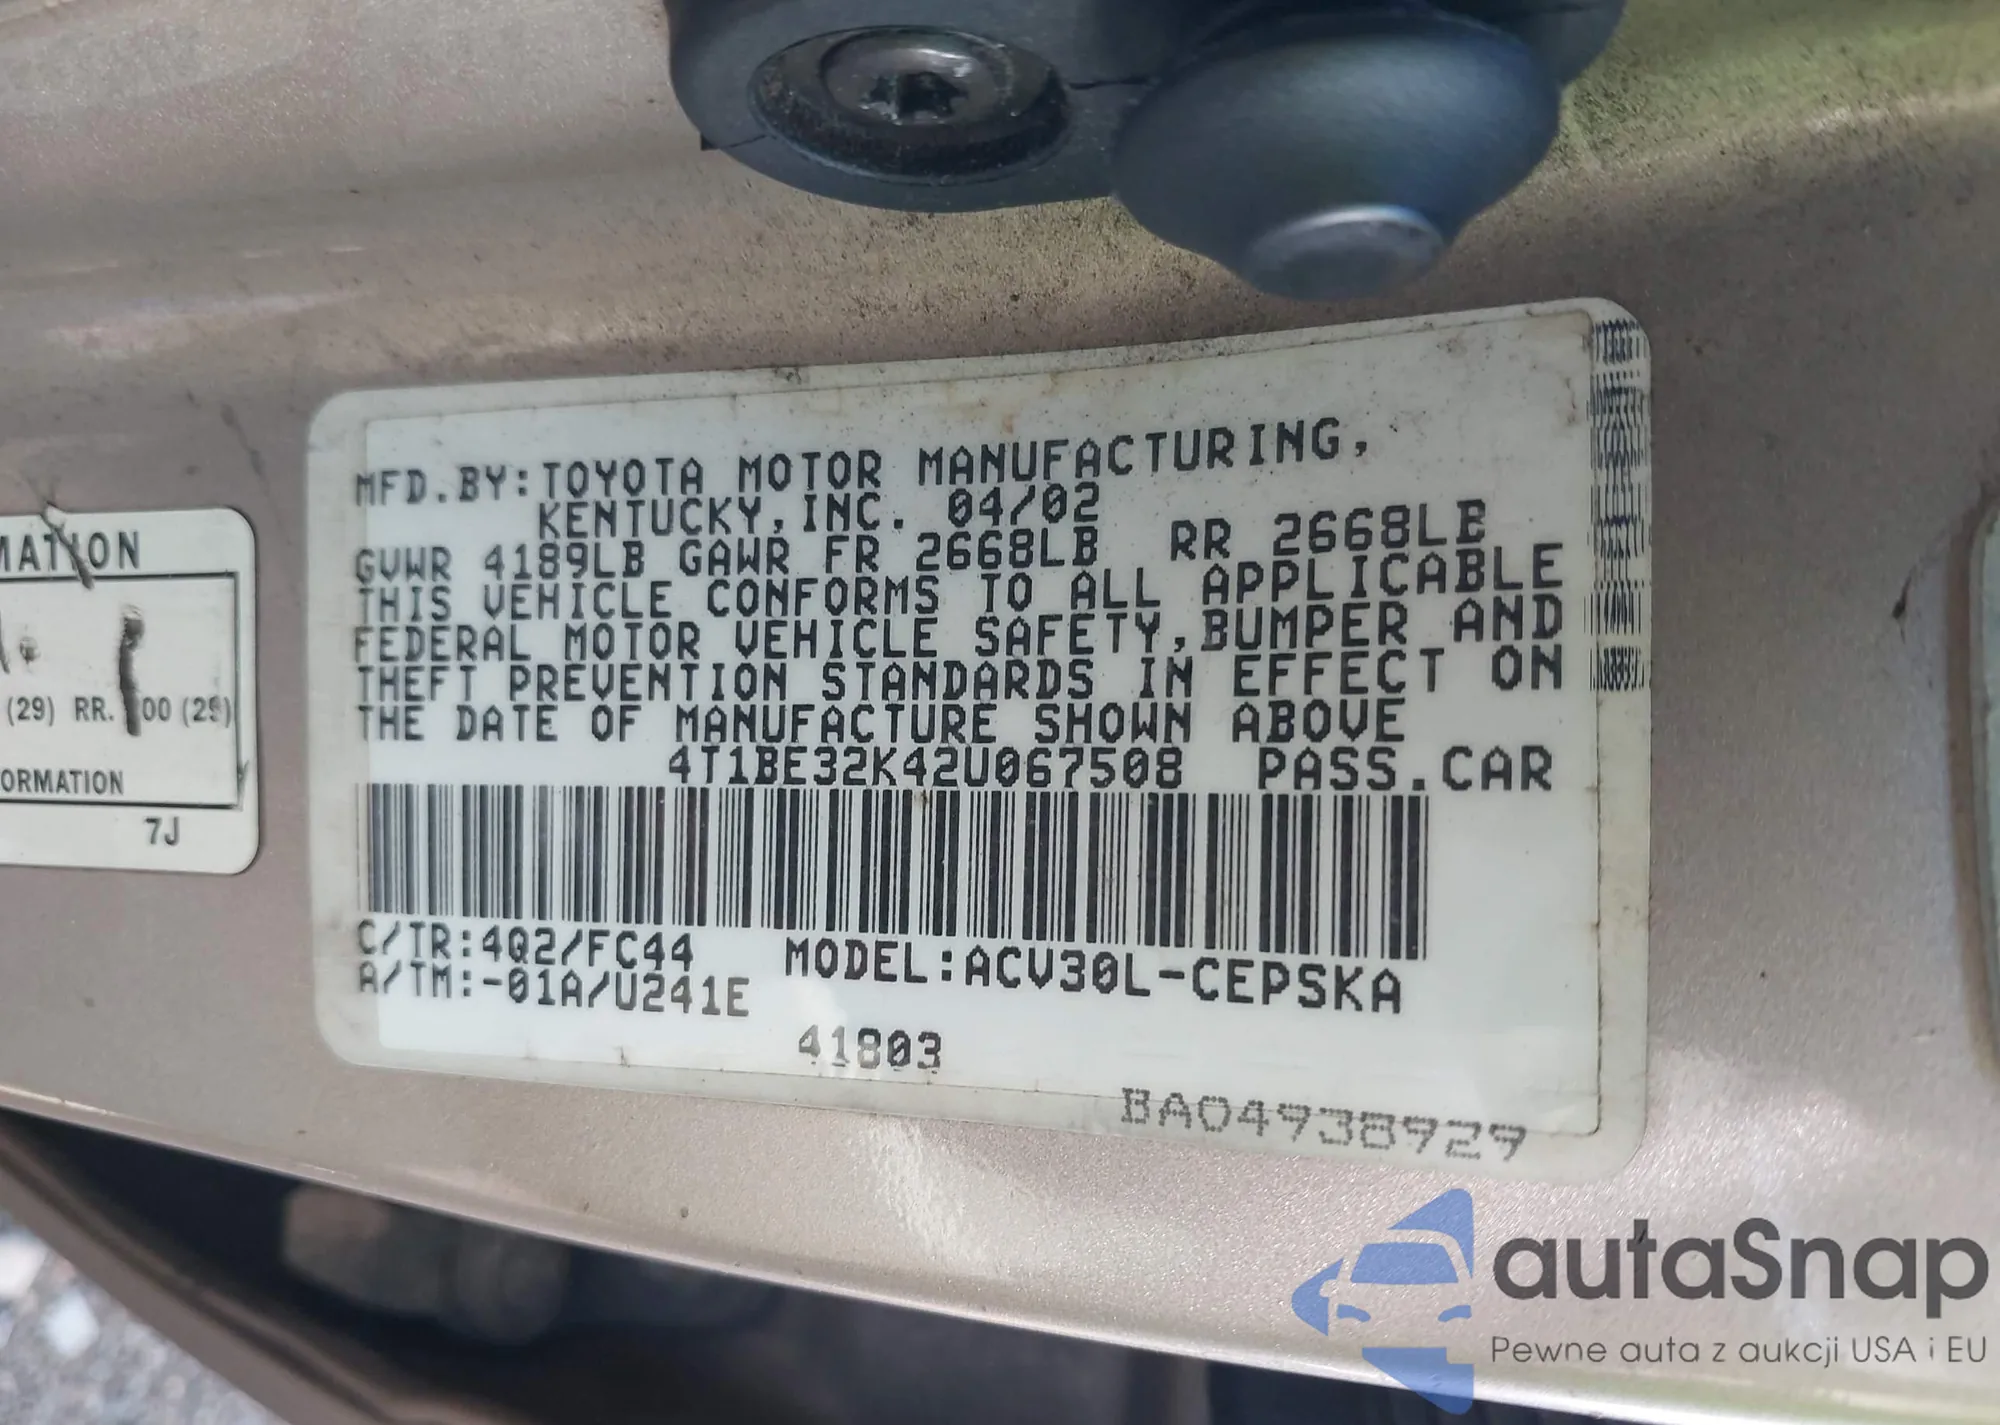 MATION
(29) RR. 00 (29)
ORMATION
7J
MFD.BY:TOYOTA MOTOR MANUFACTURING,
KENTUCKY,INC. 04/02
GVWR 4189LB GAWR FR 2668LB RR 2668LB
THIS VEHICLE CONFORMS TO ALL APPLICABLE
FEDERAL MOTOR VEHICLE SAFETY,BUMPER AND
THEFT PREVENTION STANDARDS IN EFFECT ON
THE DATE OF MANUFACTURE SHOWN ABOVE
4T1BE32K42U067508 PASS.CAR
C/TR:4Q2/FC44 MODEL:ACV30L-CEPSKA
A/TM:-01A/U241E
41803
BA04938929
autaSnap
Pewne auta z aukcji USA i EU